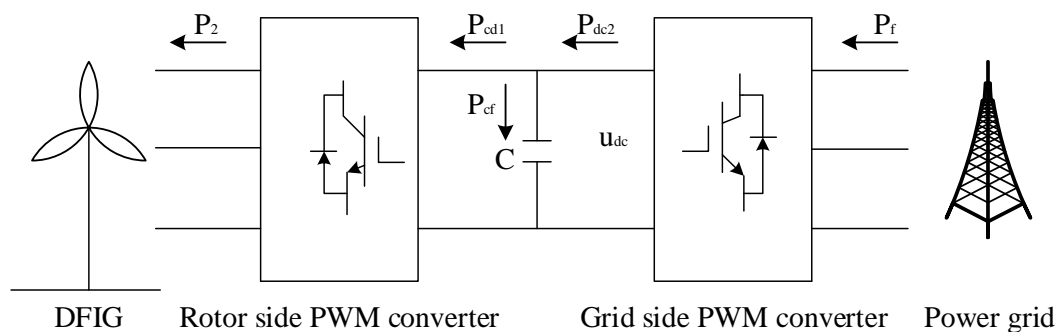 P2 Pcd1 Pdc2 Pf
Pcf
C
udc
DFIG Rotor side PWM converter Grid side PWM converter Power grid